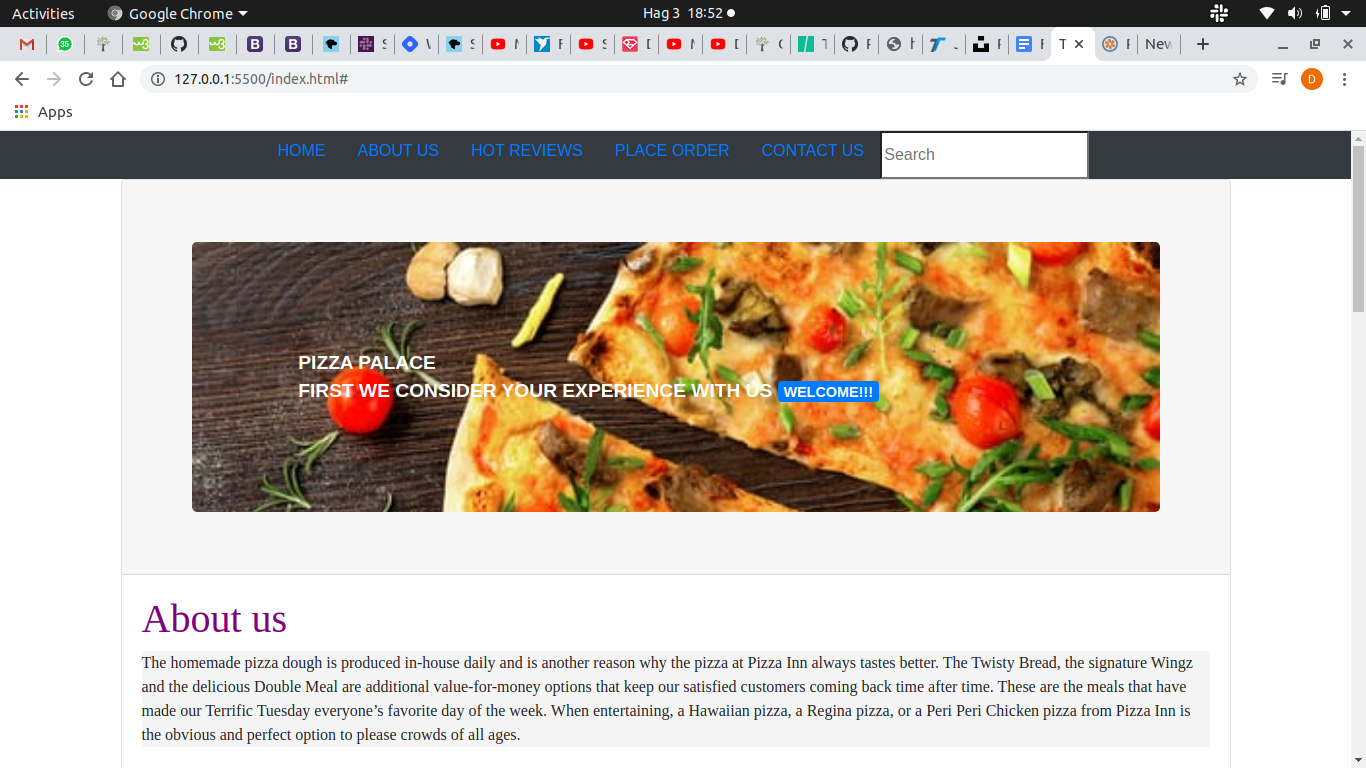 Activities Google Chrome Hag 3 18:52
35 S V S N F S D N D C T F h J F F T F New
127.0.0.1:5500/index.html# D
Apps
HOME ABOUT US HOT REVIEWS PLACE ORDER CONTACT US Search
PIZZA PALACE
FIRST WE CONSIDER YOUR EXPERIENCE WITH US WELCOME!!!
About us
The homemade pizza dough is produced in-house daily and is another reason why the pizza at Pizza Inn always tastes better. The Twisty Bread, the signature Wingz
and the delicious Double Meal are additional value-for-money options that keep our satisfied customers coming back time after time. These are the meals that have
made our Terrific Tuesday everyone’s favorite day of the week. When entertaining, a Hawaiian pizza, a Regina pizza, or a Peri Peri Chicken pizza from Pizza Inn is
the obvious and perfect option to please crowds of all ages.